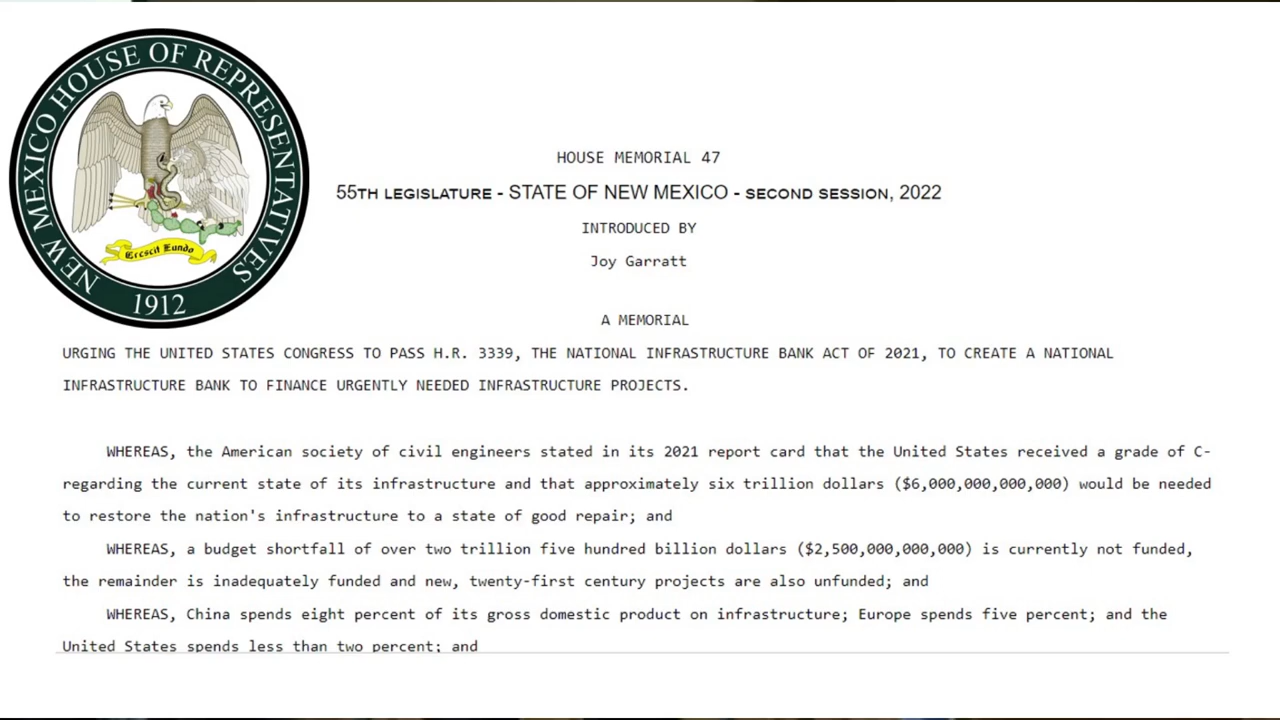 NEW MEXICO HOUSE OF REPRESENTATIVES
Crescit Eundo
1912
HOUSE MEMORIAL 47
55TH LEGISLATURE - STATE OF NEW MEXICO - SECOND SESSION, 2022
INTRODUCED BY
Joy Garratt
A MEMORIAL
URGING THE UNITED STATES CONGRESS TO PASS H.R. 3339, THE NATIONAL INFRASTRUCTURE BANK ACT OF 2021, TO CREATE A NATIONAL
INFRASTRUCTURE BANK TO FINANCE URGENTLY NEEDED INFRASTRUCTURE PROJECTS.
WHEREAS, the American society of civil engineers stated in its 2021 report card that the United States received a grade of C-
regarding the current state of its infrastructure and that approximately six trillion dollars ($6,000,000,000,000) would be needed
to restore the nation's infrastructure to a state of good repair; and
WHEREAS, a budget shortfall of over two trillion five hundred billion dollars ($2,500,000,000,000) is currently not funded,
the remainder is inadequately funded and new, twenty-first century projects are also unfunded; and
WHEREAS, China spends eight percent of its gross domestic product on infrastructure; Europe spends five percent; and the
United States spends less than two percent; and